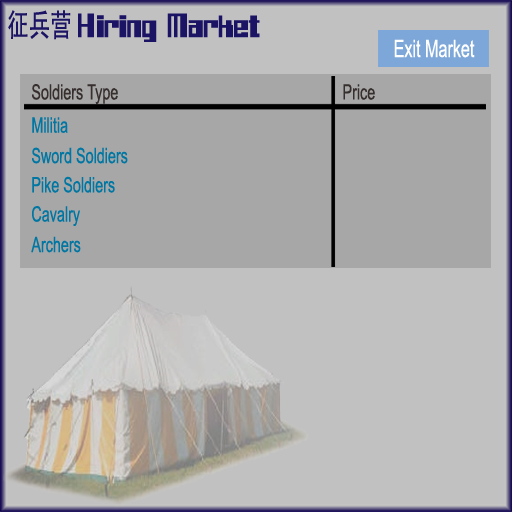 征兵营 Hiring Market
Exit Market
Soldiers Type Price
Militia
Sword Soldiers
Pike Soldiers
Cavalry
Archers